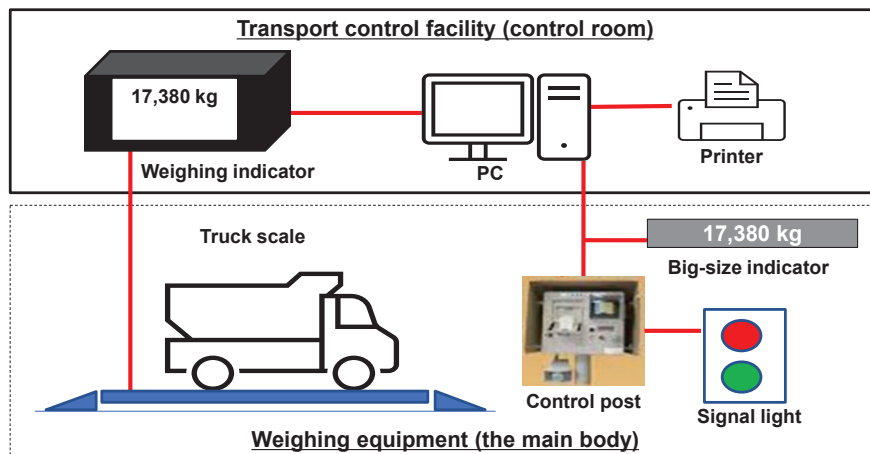 Transport control facility (control room)
17,380 kg
Weighing indicator
PC
Printer
Truck scale
17,380 kg
Big-size indicator
Control post
Signal light
Weighing equipment (the main body)